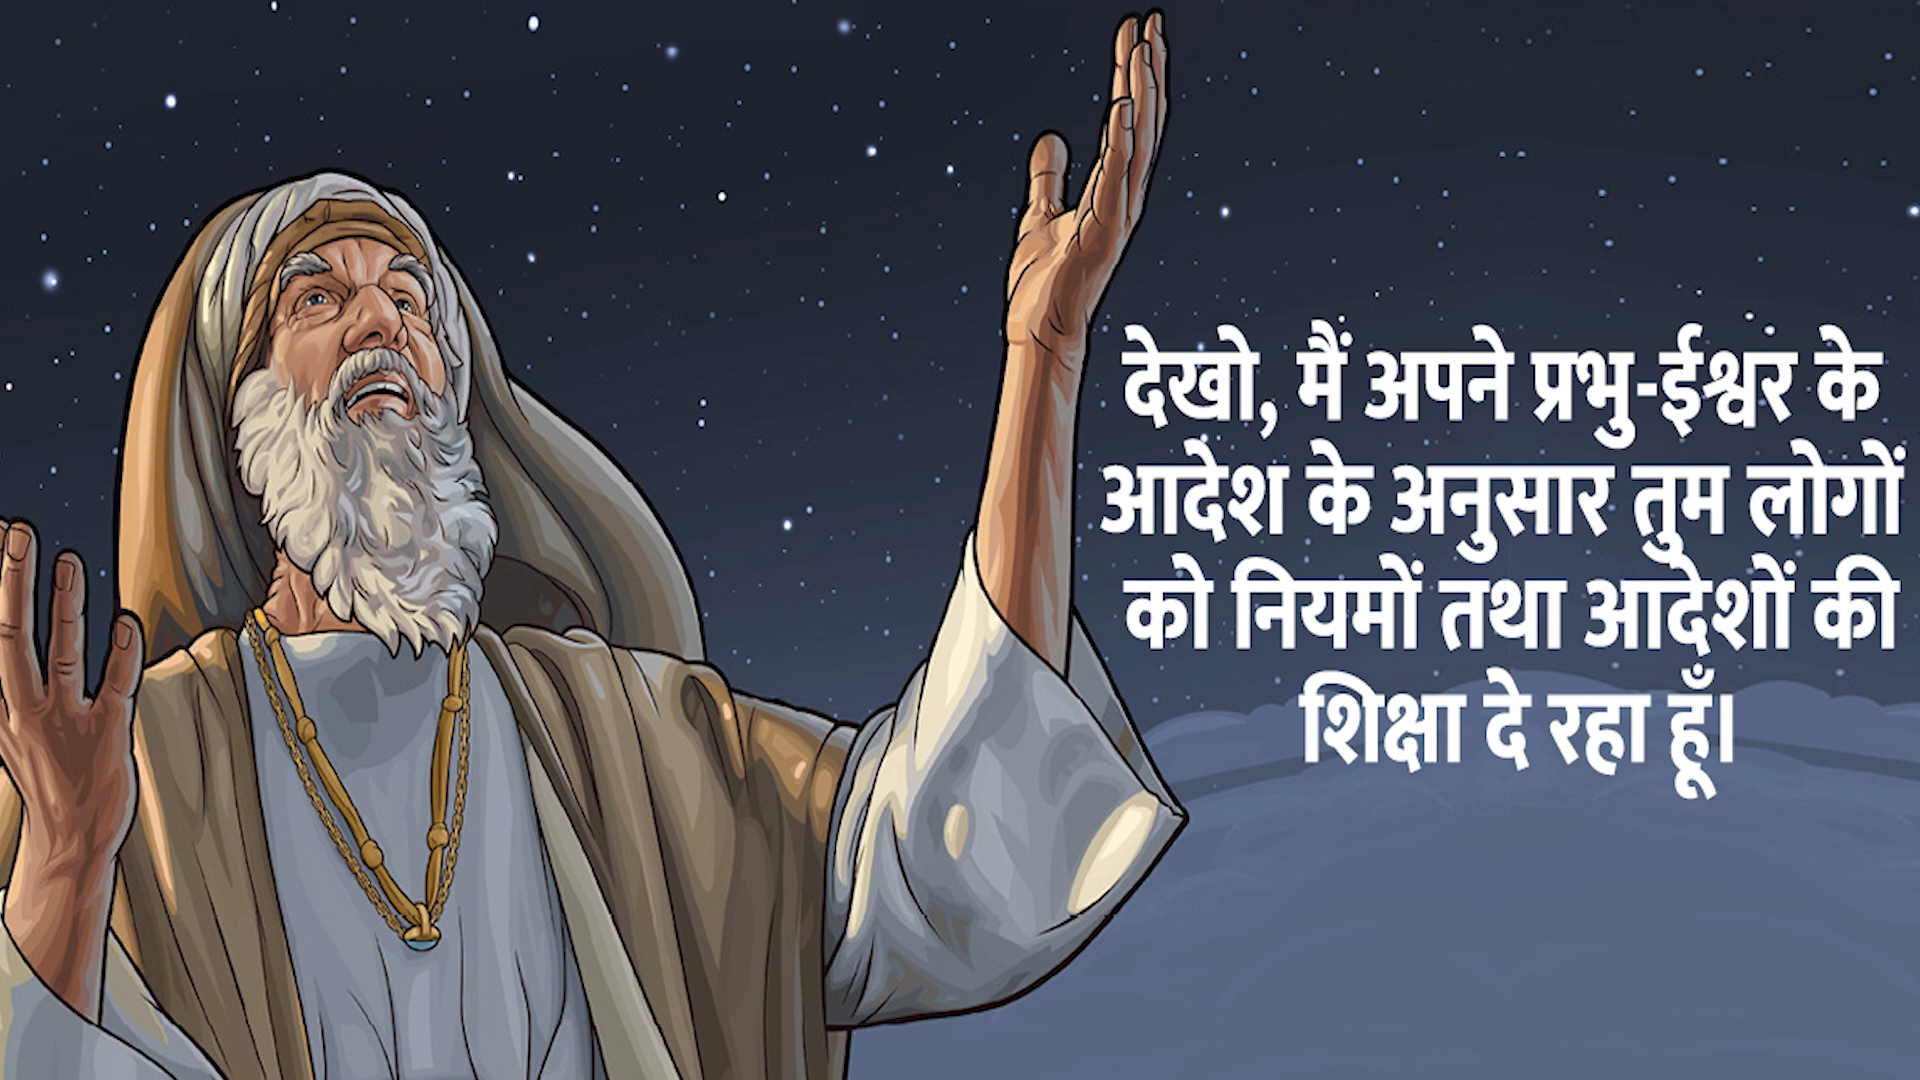 देखो, मैं अपने प्रभु-ईश्वर के
आदेश के अनुसार तुम लोगों
को नियमों तथा आदेशों की
शिक्षा दे रहा हूँ।